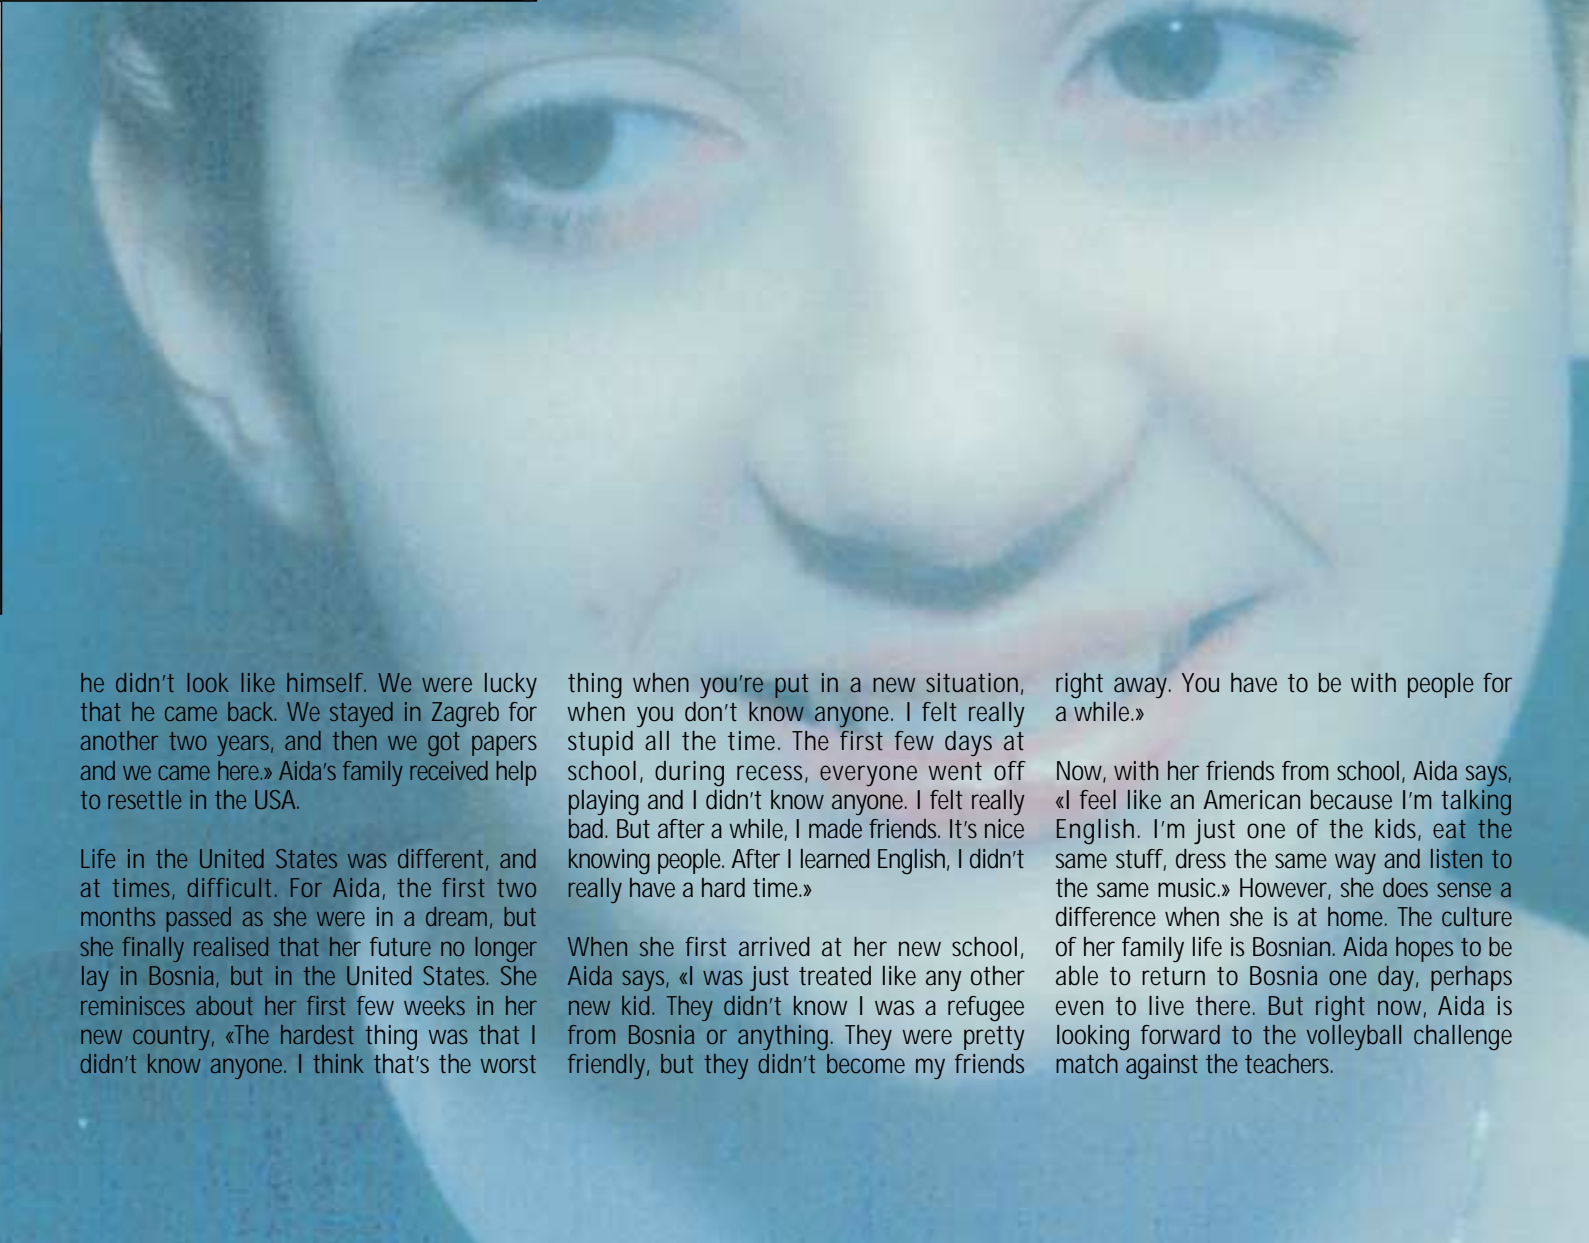 he didn't look like himself. We were lucky
that he came back. We stayed in Zagreb for
another two years, and then we got papers
and we came here.» Aida's family received help
to resettle in the USA.
Life in the United States was different, and
at times, difficult. For Aida, the first two
months passed as she were in a dream, but
she finally realised that her future no longer
lay in Bosnia, but in the United States. She
reminisces about her first few weeks in her
new country, «The hardest thing was that I
didn't know anyone. I think that's the worst
thing when you're put in a new situation,
when you don't know anyone. I felt really
stupid all the time. The first few days at
school, during recess, everyone went off
playing and I didn't know anyone. I felt really
bad. But after a while, I made friends. It's nice
knowing people. After I learned English, I didn't
really have a hard time.»
When she first arrived at her new school,
Aida says, «I was just treated like any other
new kid. They didn't know I was a refugee
from Bosnia or anything. They were pretty
friendly, but they didn't become my friends
right away. You have to be with people for
a while.»
Now, with her friends from school, Aida says,
«I feel like an American because I'm talking
English. I'm just one of the kids, eat the
same stuff, dress the same way and listen to
the same music.» However, she does sense a
difference when she is at home. The culture
of her family life is Bosnian. Aida hopes to be
able to return to Bosnia one day, perhaps
even to live there. But right now, Aida is
looking forward to the volleyball challenge
match against the teachers.